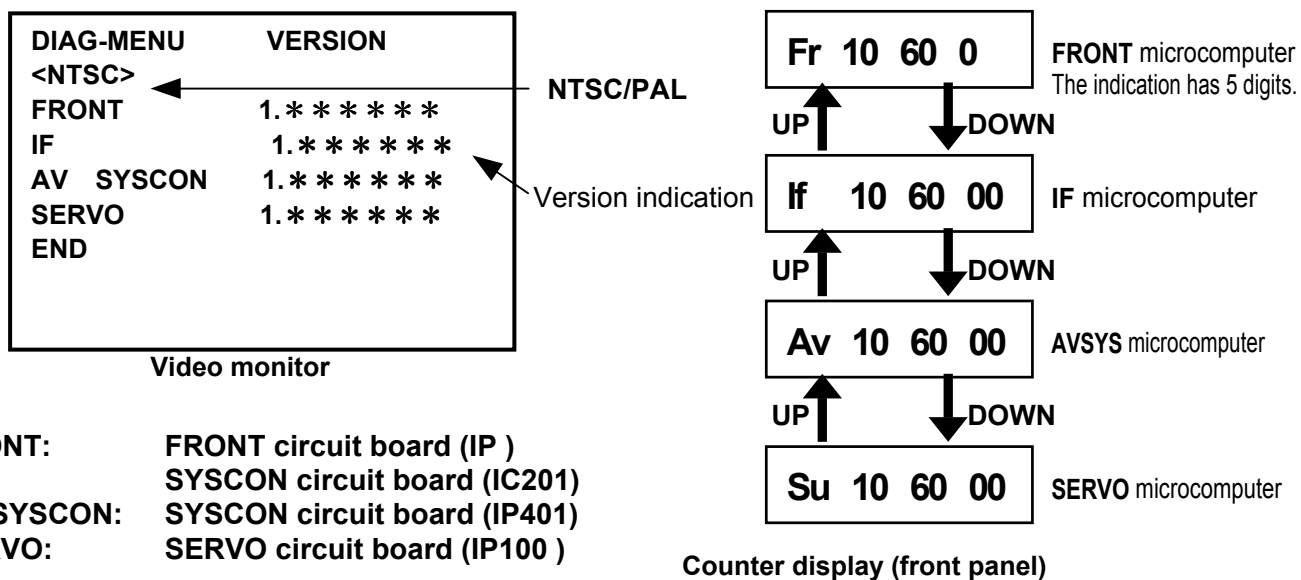 DIAG-MENU VERSION
<NTSC>
FRONT 1.******
IF 1.******
AV SYSCON 1.******
SERVO 1.******
END
NTSC/PAL
Version indication
Video monitor
ONT: FRONT circuit board (IP )
SYSCON circuit board (IC201)
SYSCON: SYSCON circuit board (IP401)
VO: SERVO circuit board (IP100 )
Fr 10 60 0
FRONT microcomputer
The indication has 5 digits.
UP DOWN
If 10 60 00
IF microcomputer
UP DOWN
Av 10 60 00
AVSYS microcomputer
UP DOWN
Su 10 60 00
SERVO microcomputer
Counter display (front panel)